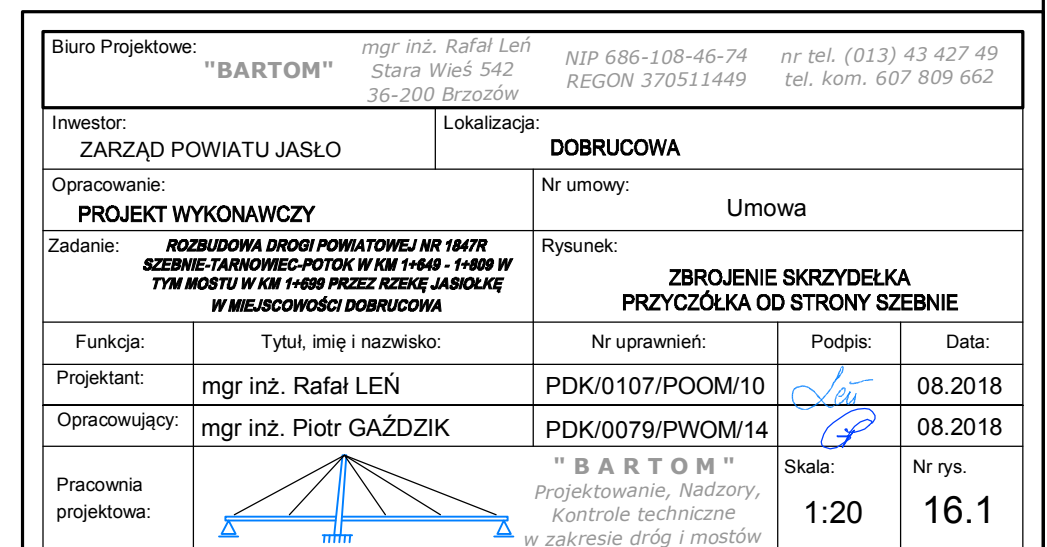 Biuro Projektowe:
"BARTOM"
mgr inż. Rafał Leń
Stara Wieś 542
36-200 Brzozów
NIP 686-108-46-74
REGON 370511449
nr tel. (013) 43 427 49
tel. kom. 607 809 662
Inwestor:
ZARZĄD POWIATU JASŁO
Lokalizacja:
DOBRUCOWA
Opracowanie:
PROJEKT WYKONAWCZY
Nr umowy:
Umowa
Zadanie:
ROZBUDOWA DROGI POWIATOWEJ NR 1847R
SZEBNIE-TARNOWIEC-POTOK W KM 1+649 - 1+809 W
TYM MOSTU W KM 1+699 PRZEZ RZEKĘ JASIOŁKĘ
W MIEJSCOWOŚCI DOBRUCOWA
Rysunek:
ZBROJENIE SKRZYDEŁKA
PRZYCZÓŁKA OD STRONY SZEBNIE
Funkcja: Tytuł, imię i nazwisko: Nr uprawnień: Podpis: Data:
Projektant: mgr inż. Rafał LEŃ PDK/0107/POOM/10 Leń 08.2018
Opracowujący: mgr inż. Piotr GAŹDZIK PDK/0079/PWOM/14 08.2018
Pracownia
projektowa:
"BARTOM"
Projektowanie, Nadzory,
Kontrole techniczne
w zakresie dróg i mostów
Skala:
1:20
Nr rys.
16.1